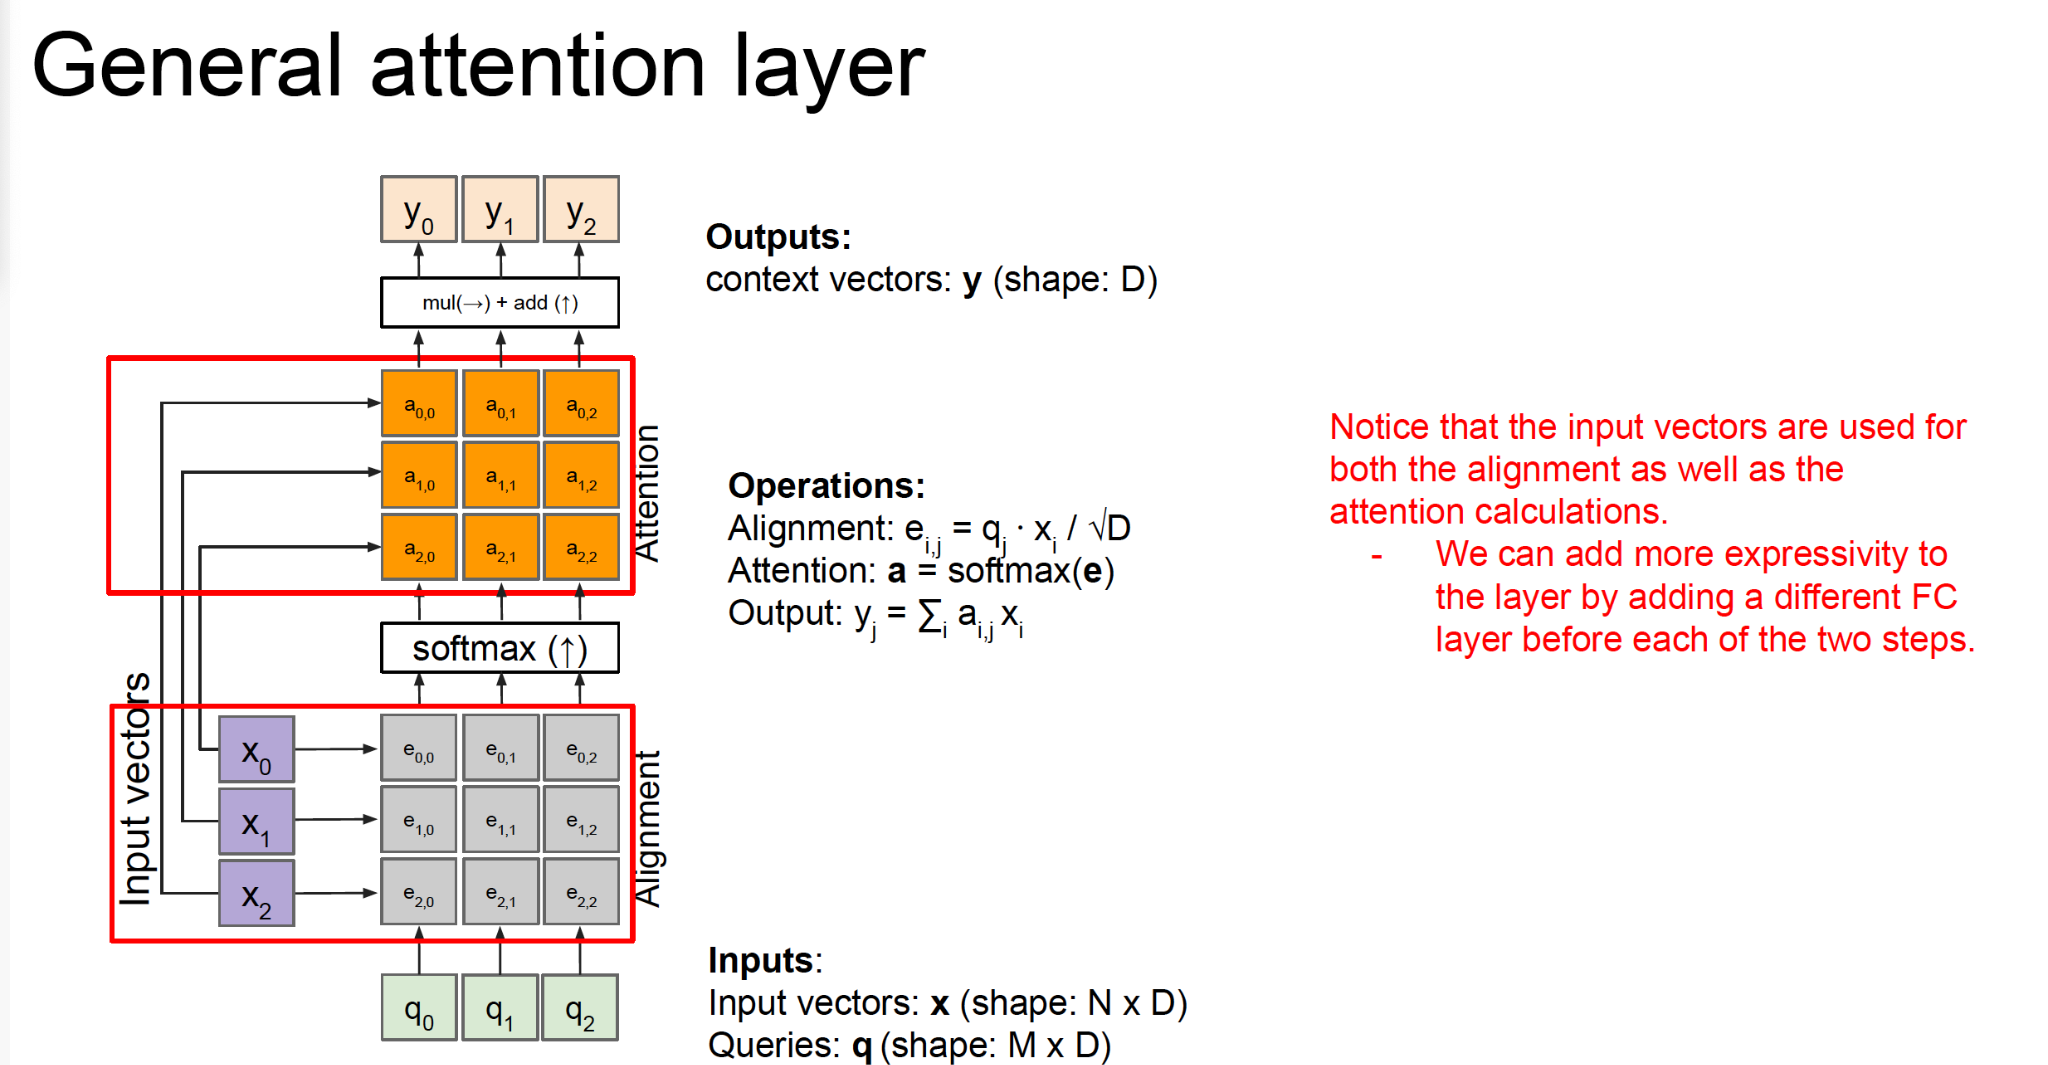 General attention layer
y0 y1 y2
mul(→) + add (↑)
Outputs:
context vectors: y (shape: D)
a0,0 a0,1 a0,2
a1,0 a1,1 a1,2
a2,0 a2,1 a2,2
Attention
Operations:
Alignment: ei,j = qj · xi / √D
Attention: a = softmax(e)
Output: yj = ∑i ai,j xi
Notice that the input vectors are used for
both the alignment as well as the
attention calculations.
- We can add more expressivity to
the layer by adding a different FC
layer before each of the two steps.
softmax (↑)
Input vectors
x0 e0,0 e0,1 e0,2
x1 e1,0 e1,1 e1,2
x2 e2,0 e2,1 e2,2
Alignment
q0 q1 q2
Inputs:
Input vectors: x (shape: N x D)
Queries: q (shape: M x D)